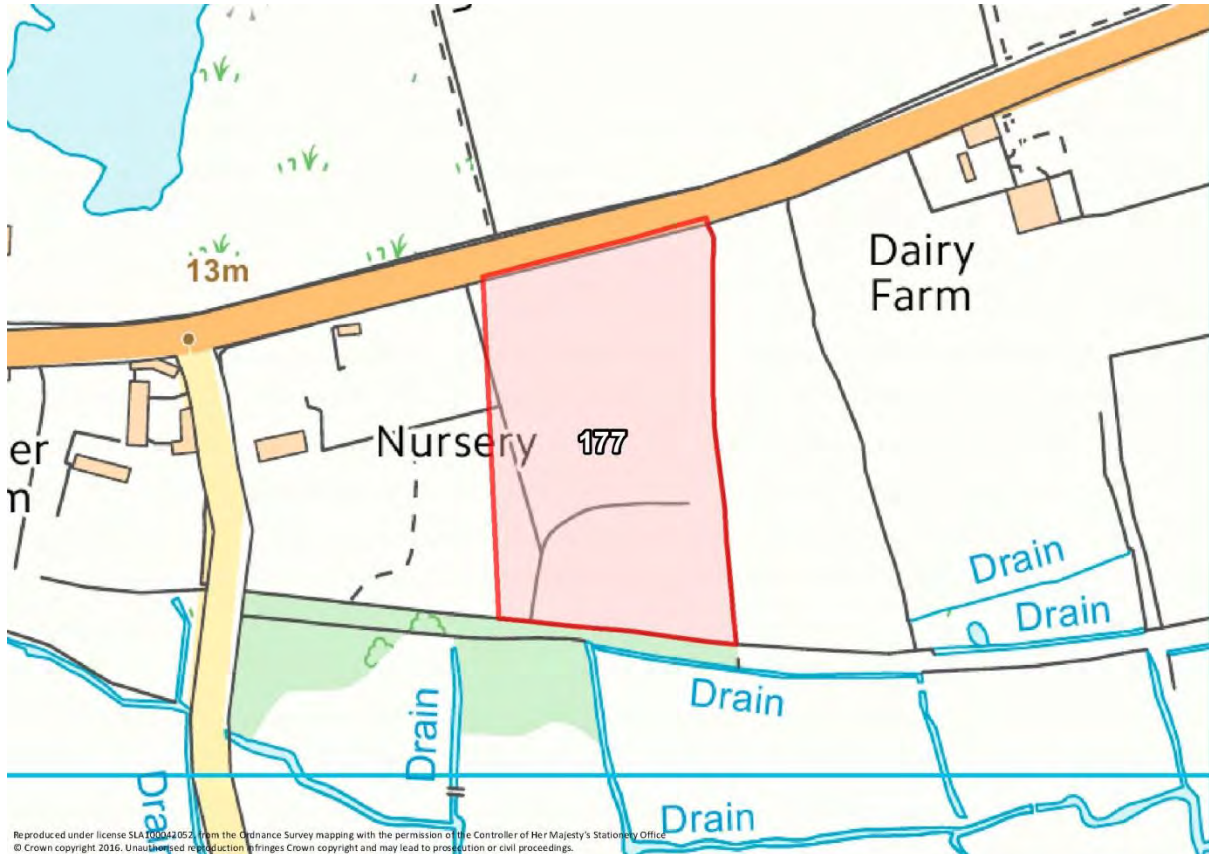 13m
Dairy
Farm
er
m
Nursery
177
Drain
Drain
Drain
Drain
Drain
Drain
Reproduced under license SLA100042052, from the Ordnance Survey mapping with the permission of the Controller of Her Majesty's Stationery Office
© Crown copyright 2016. Unauthorised reproduction infringes Crown copyright and may lead to prosecution or civil proceedings.